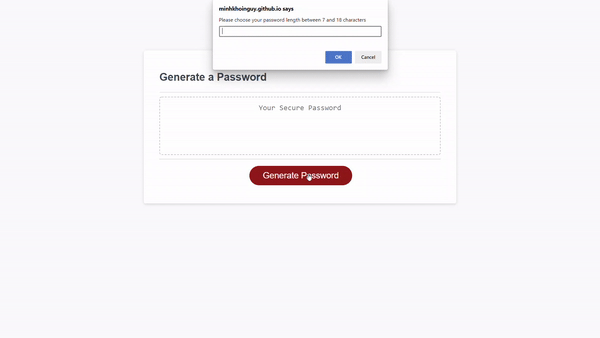 minhkhoinguy.github.io says
Please choose your password length between 7 and 18 characters
OK Cancel
Generate a Password
Your Secure Password
Generate Password